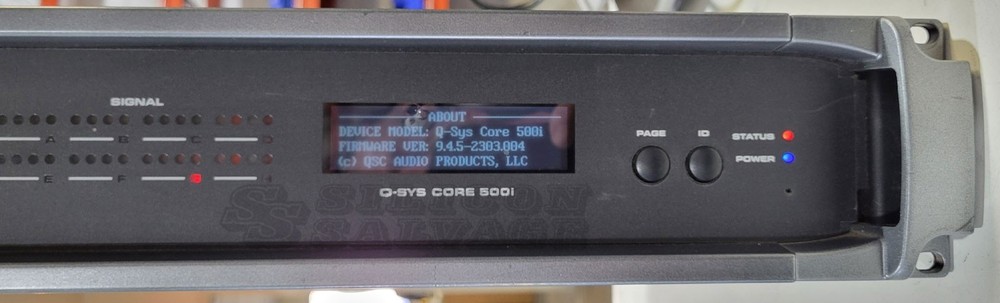 SIGNAL
A B C D
E F G H
ABOUT
DEVICE MODEL: Q-Sys Core 500i
FIRMWARE VER: 9.4.5-2303.004
(c) QSC AUDIO PRODUCTS, LLC
Q-SYS CORE 500i
PAGE
ID
STATUS
POWER
SS SILICON
SALVAGE